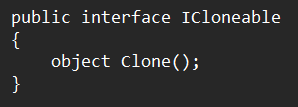 public interface ICloneable
{
    object Clone();
}